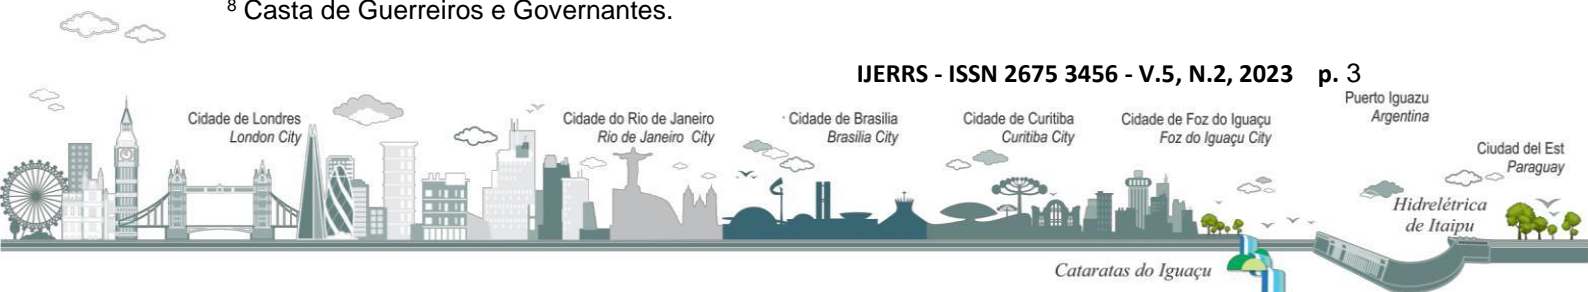 ⁸ Casta de Guerreiros e Governantes.
IJERRS - ISSN 2675 3456 - V.5, N.2, 2023 p. 3
Cidade de Londres
London City
Cidade do Rio de Janeiro
Rio de Janeiro City
Cidade de Brasilia
Brasilia City
Cidade de Curitiba
Curitiba City
Cidade de Foz do Iguaçu
Foz do Iguaçu City
Puerto Iguazu
Argentina
Ciudad del Est
Paraguay
Hidrelétrica
de Itaipu
Cataratas do Iguaçu